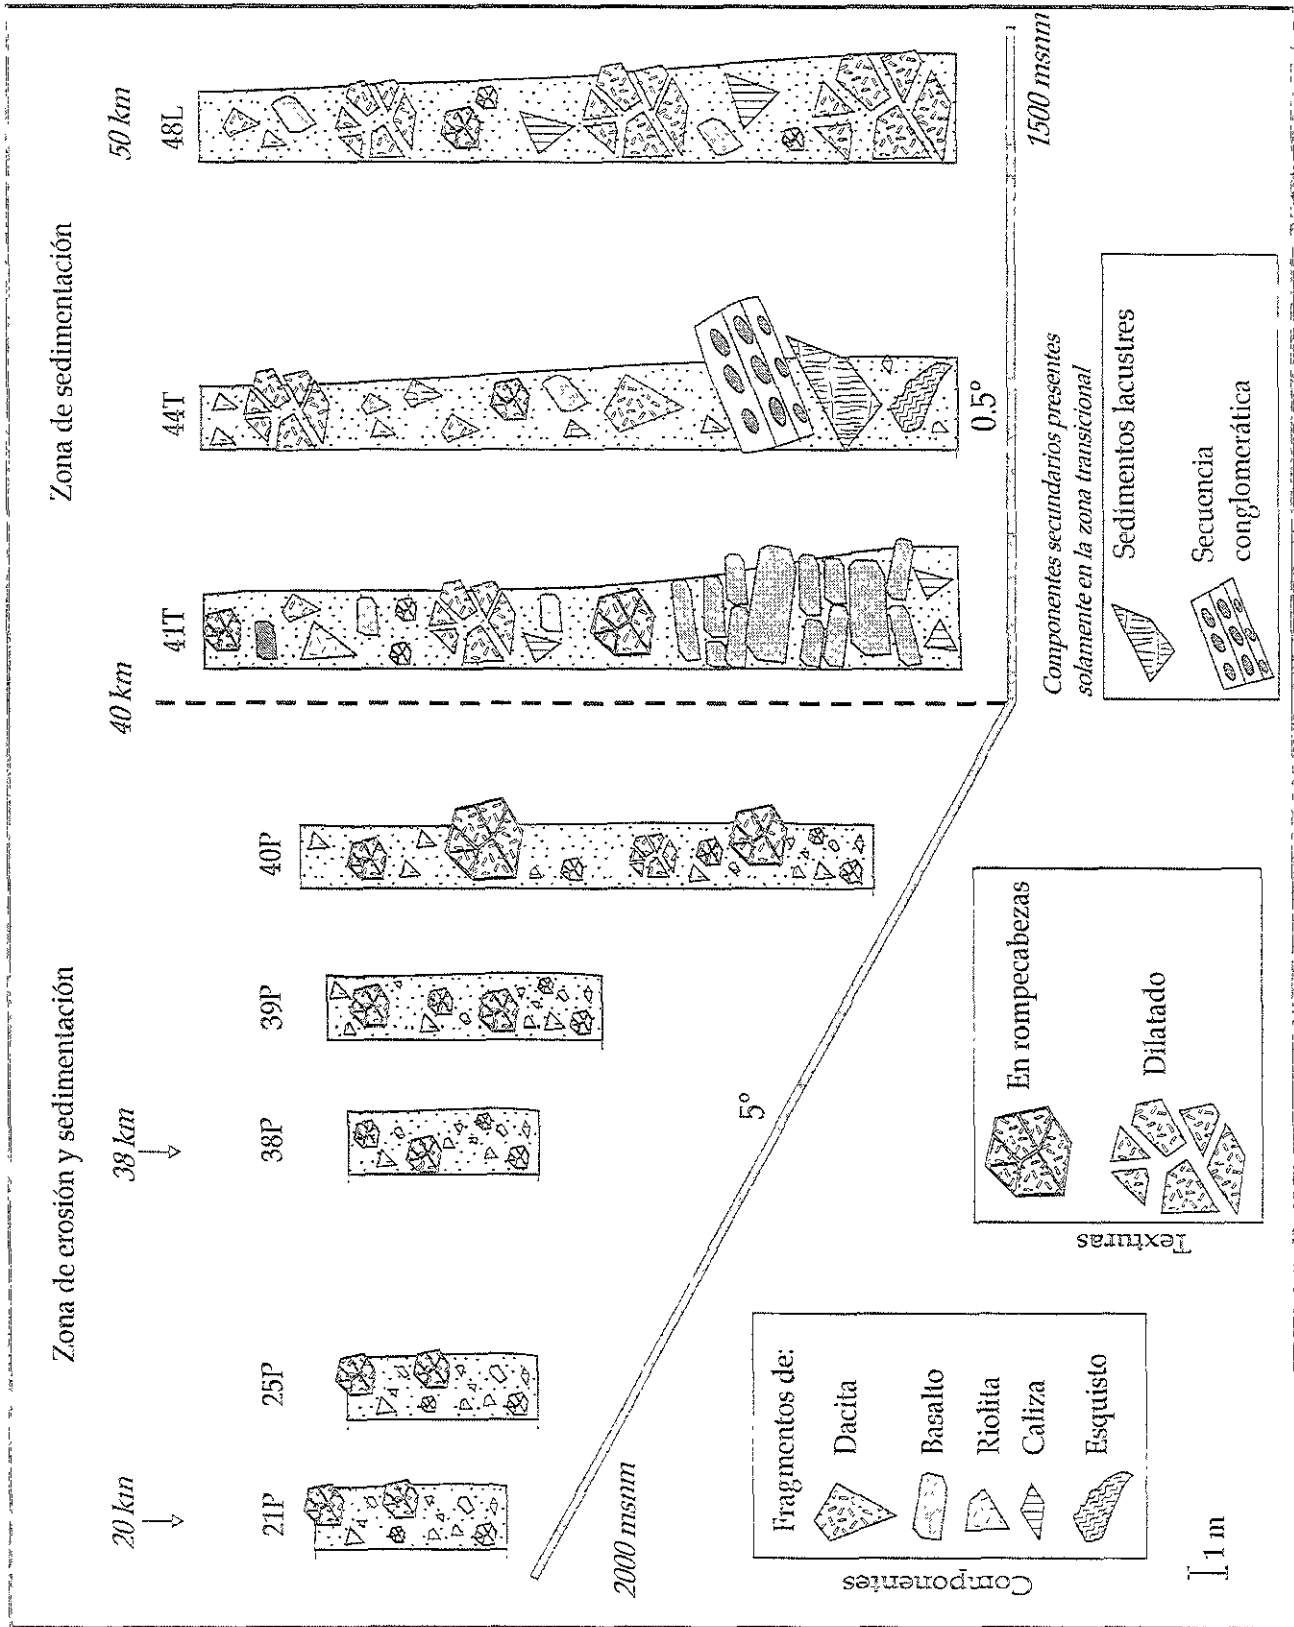 Zona de erosión y sedimentación
Zona de sedimentación
20 km
38 km
40 km
50 km
21P
25P
38P
39P
40P
41T
44T
48L
2000 msnm
5º
0.5º
1500 msnm
Componentes
Fragmentos de:
Dacita
Basalto
Riolita
Caliza
Esquisto
Texturas
En rompecabezas
Dilatado
Componentes secundarios presentes
solamente en la zona transicional
Sedimentos lacustres
Secuencia
conglomerática
1 m